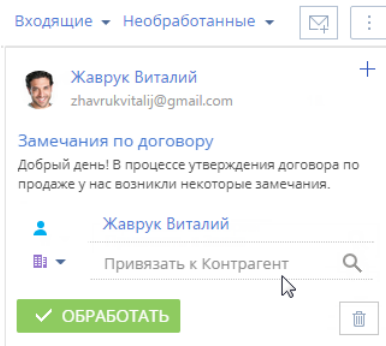 Входящие Необработанные
Жаврук Виталий
zhavrukvitalij@gmail.com
Замечания по договору
Добрый день! В процессе утверждения договора по
продаже у нас возникли некоторые замечания.
Жаврук Виталий
Привязать к Контрагент
ОБРАБОТАТЬ